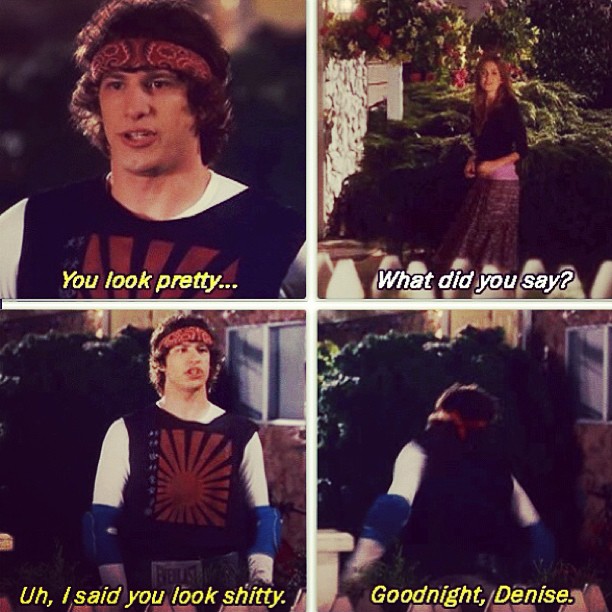 You look pretty...
What did you say?
Uh, I said you look shitty.
Goodnight, Denise.